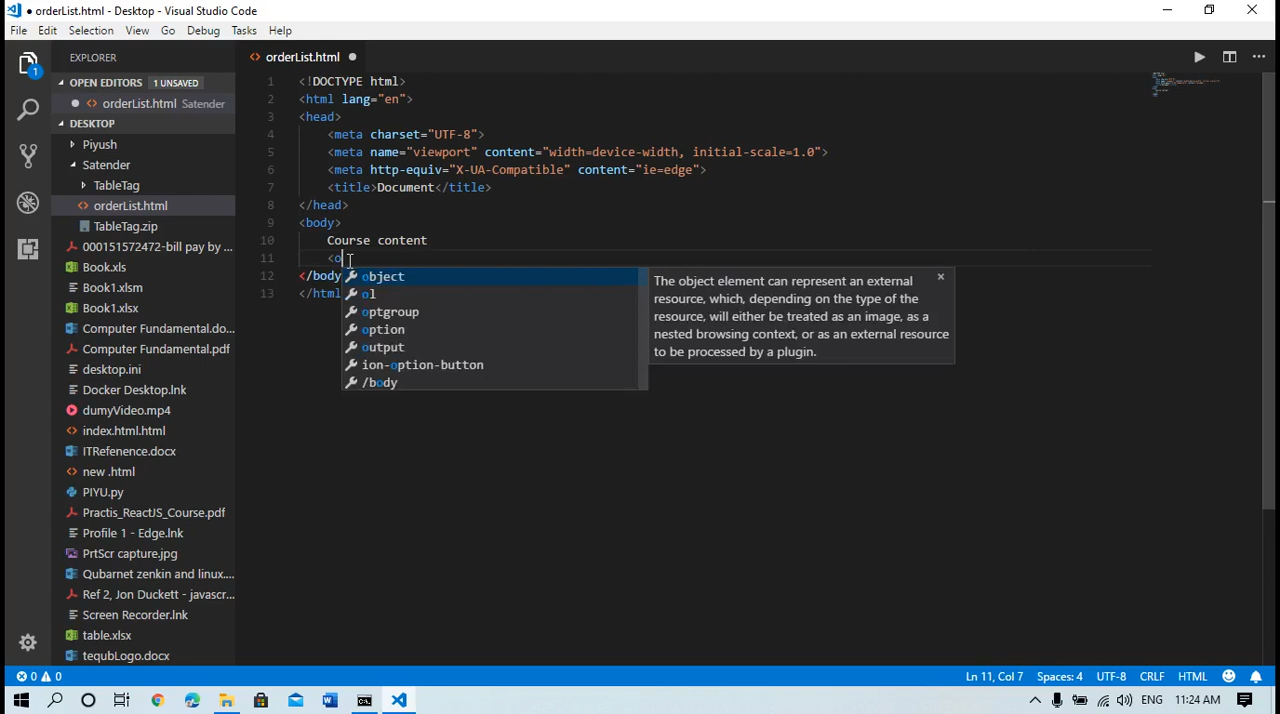 orderList.html - Desktop - Visual Studio Code
File Edit Selection View Go Debug Tasks Help
EXPLORER
OPEN EDITORS 1 UNSAVED
orderList.html Satender
DESKTOP
Piyush
Satender
TableTag
orderList.html
TableTag.zip
000151572472-bill pay by ...
Book.xls
Book1.xlsm
Book1.xlsx
Computer Fundamental.do...
Computer Fundamental.pdf
desktop.ini
Docker Desktop.lnk
dumyVideo.mp4
index.html.html
ITRefence.docx
new .html
PIYU.py
Practis_ReactJS_Course.pdf
Profile 1 - Edge.lnk
PrtScr capture.jpg
Qubarnet zenkin and linux....
Ref 2, Jon Duckett - javascr...
Screen Recorder.lnk
table.xlsx
tequbLogo.docx
1
orderList.html
1 <!DOCTYPE html>
2 <html lang="en">
3 <head>
4 <meta charset="UTF-8">
5 <meta name="viewport" content="width=device-width, initial-scale=1.0">
6 <meta http-equiv="X-UA-Compatible" content="ie=edge">
7 <title>Document</title>
8 </head>
9 <body>
10 Course content
11 <o
12 </body
13 </html
object
ol
optgroup
option
output
ion-option-button
/body
The object element can represent an external
resource, which, depending on the type of the
resource, will either be treated as an image, as a
nested browsing context, or as an external resource
to be processed by a plugin.
0 0 Ln 11, Col 7 Spaces: 4 UTF-8 CRLF HTML
ENG 11:24 AM